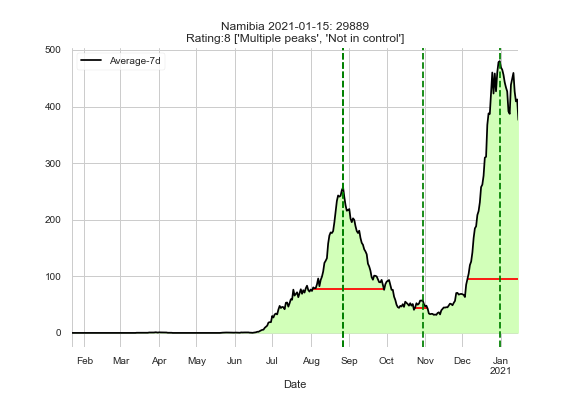 Namibia 2021-01-15: 29889
Rating:8 ['Multiple peaks', 'Not in control']
Average-7d
500
400
300
200
100
0
Feb Mar Apr May Jun Jul Aug Sep Oct Nov Dec Jan
2021
Date